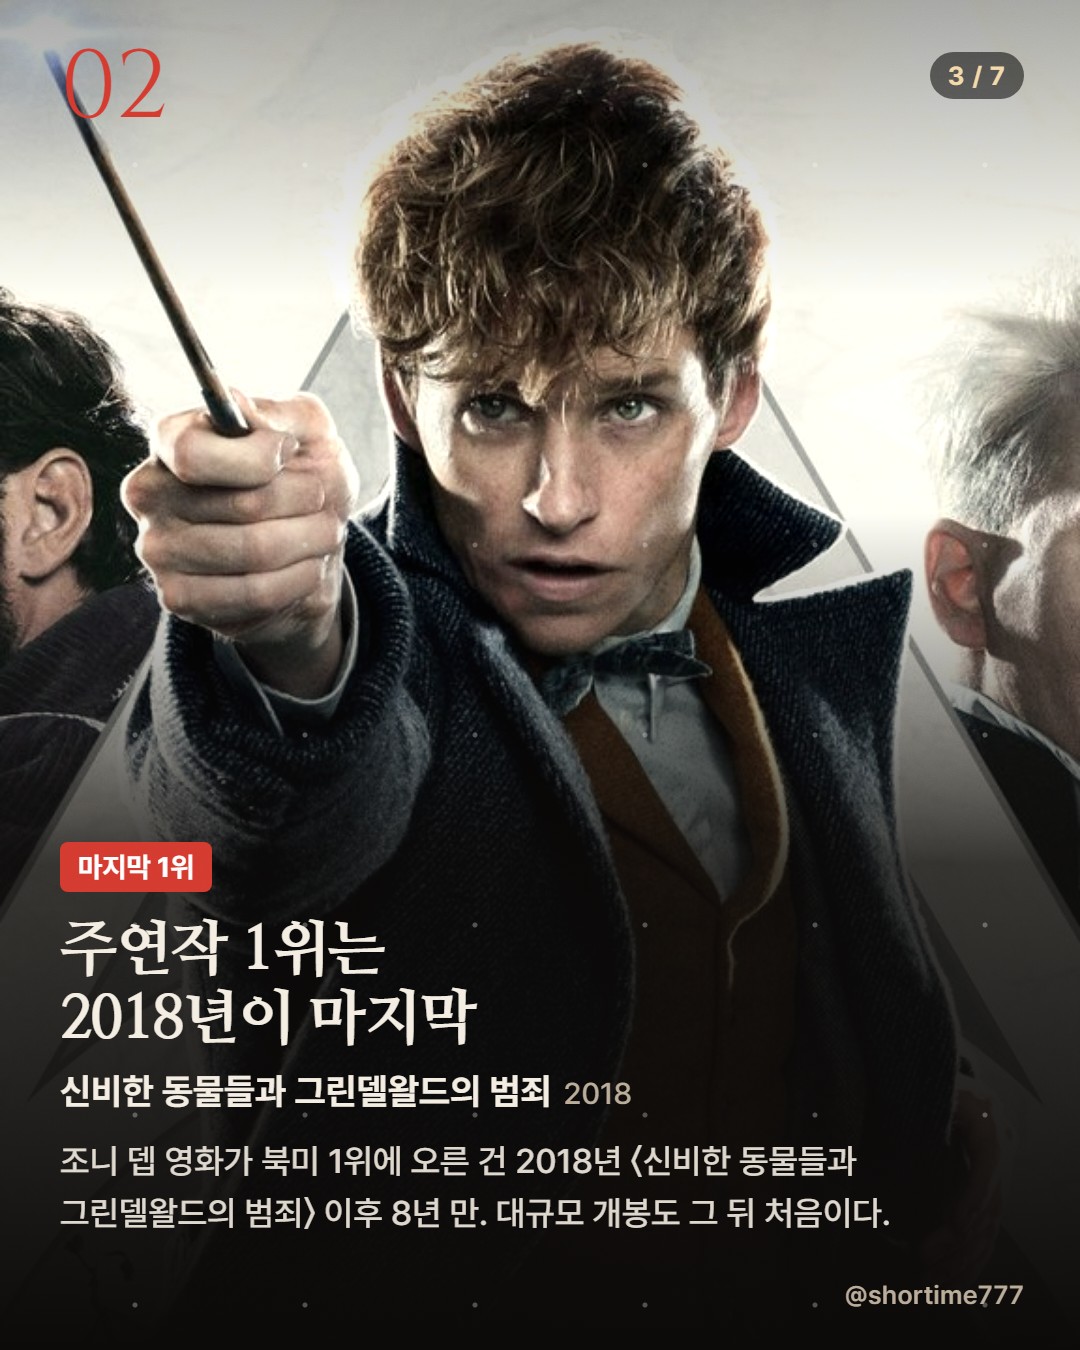 02
3 / 7
마지막 1위
주연작 1위는
2018년이 마지막
신비한 동물들과 그린델왈드의 범죄 2018
조니 뎁 영화가 북미 1위에 오른 건 2018년 〈신비한 동물들과
그린델왈드의 범죄〉 이후 8년 만. 대규모 개봉도 그 뒤 처음이다.
@shortime777